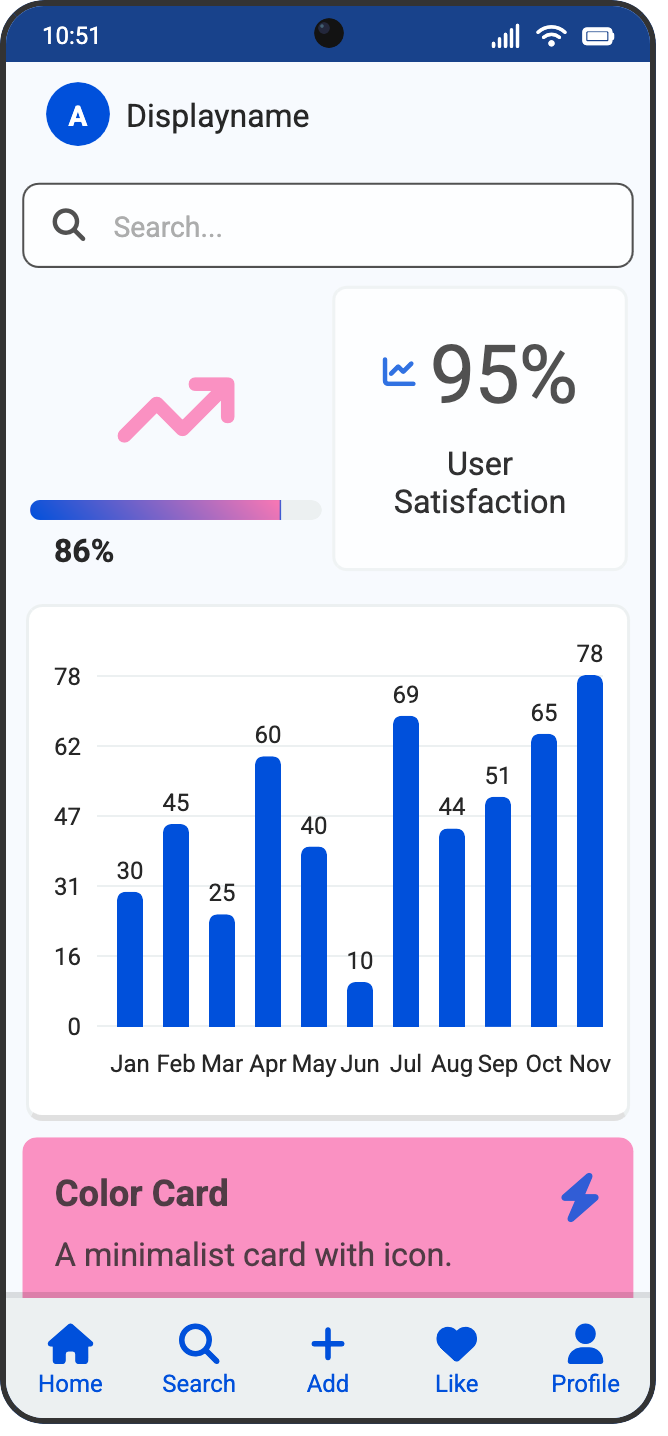 10:51
A Displayname
Search...
95%
User
Satisfaction
86%
78
62
47
31
16
0
30
45
25
60
40
10
69
44
51
65
78
Jan Feb Mar Apr May Jun Jul Aug Sep Oct Nov
Color Card
A minimalist card with icon.
Home Search Add Like Profile